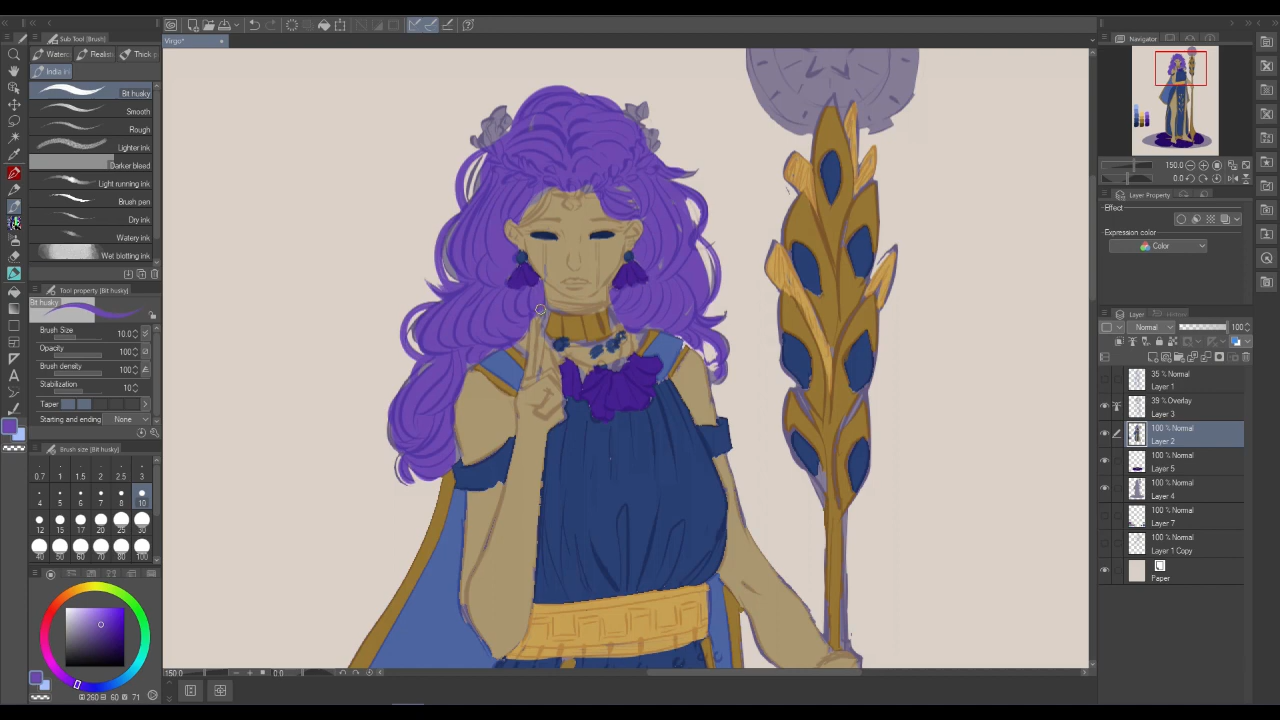 Sub Tool (Brush)
Waterc Realist Thick p
India in
Bit husky
Smooth
Rough
Lighter ink
Darker bleed
Light running ink
Brush pen
Dry ink
Watery ink
Wet blotting ink
Tool property [Bit husky]
Bit husky
Brush Size 10.0
Opacity 100
Brush density 100
Stabilization 10
Taper
Starting and ending None
Brush size [Bit husky]
0.7 1 1.5 2 2.5 3
4 5 6 7 8 10
12 15 17 20 25 30
40 50 60 70 80 100
260 60 71
Virgo*
150.0 0.0
Navigator
150.0
0.0
Layer Property
Effect
Expression color
Color
Layer History
Normal 100
35 % Normal
Layer 1
39 % Overlay
Layer 3
100 % Normal
Layer 2
100 % Normal
Layer 5
100 % Normal
Layer 4
100 % Normal
Layer 7
100 % Normal
Layer 1 Copy
Paper